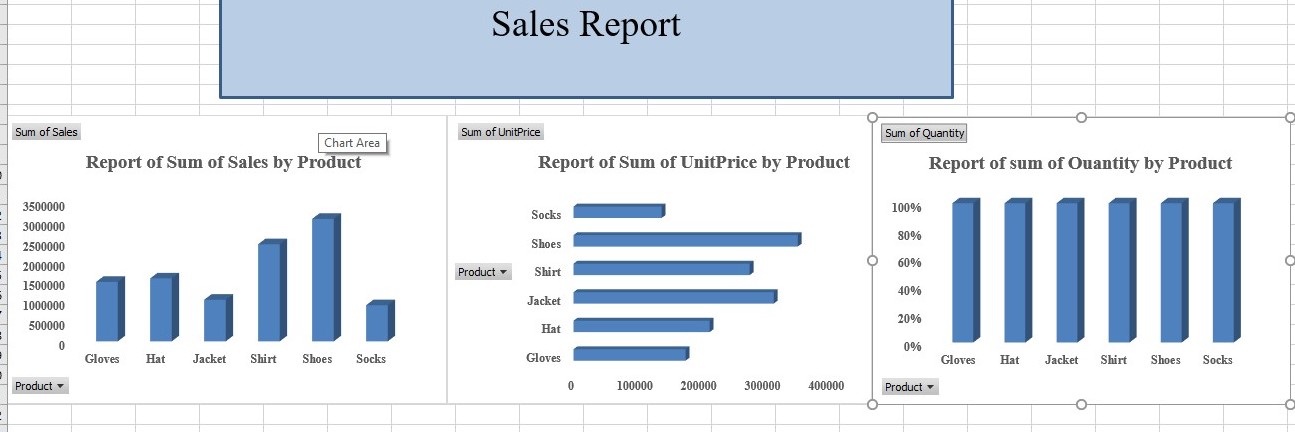 Sales Report
Sum of Sales
Chart Area
Report of Sum of Sales by Product
3500000
3000000
2500000
2000000
1500000
1000000
500000
0
Gloves Hat Jacket Shirt Shoes Socks
Product
Sum of UnitPrice
Report of Sum of UnitPrice by Product
Socks
Shoes
Product
Shirt
Jacket
Hat
Gloves
0 100000 200000 300000 400000
Sum of Quantity
Report of sum of Ouantity by Product
100%
80%
60%
40%
20%
0%
Gloves Hat Jacket Shirt Shoes Socks
Product